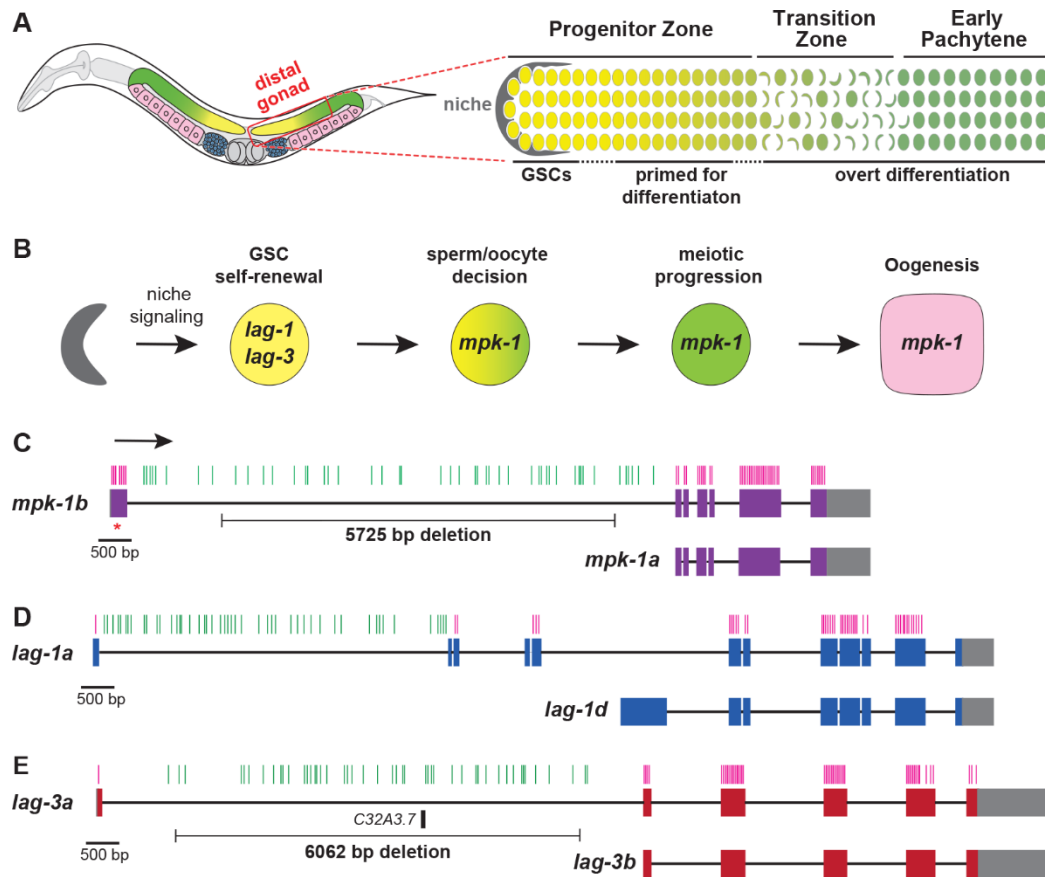 A
distal
gonad
niche
Progenitor Zone
Transition
Zone
Early
Pachytene
GSCs
primed for
differentiaton
overt differentiation
B
niche
signaling
GSC
self-renewal
lag-1
lag-3
sperm/oocyte
decision
mpk-1
meiotic
progression
mpk-1
Oogenesis
mpk-1
C
mpk-1b
*
500 bp
5725 bp deletion
mpk-1a
D
lag-1a
500 bp
lag-1d
E
lag-3a
C32A3.7
500 bp
6062 bp deletion
lag-3b